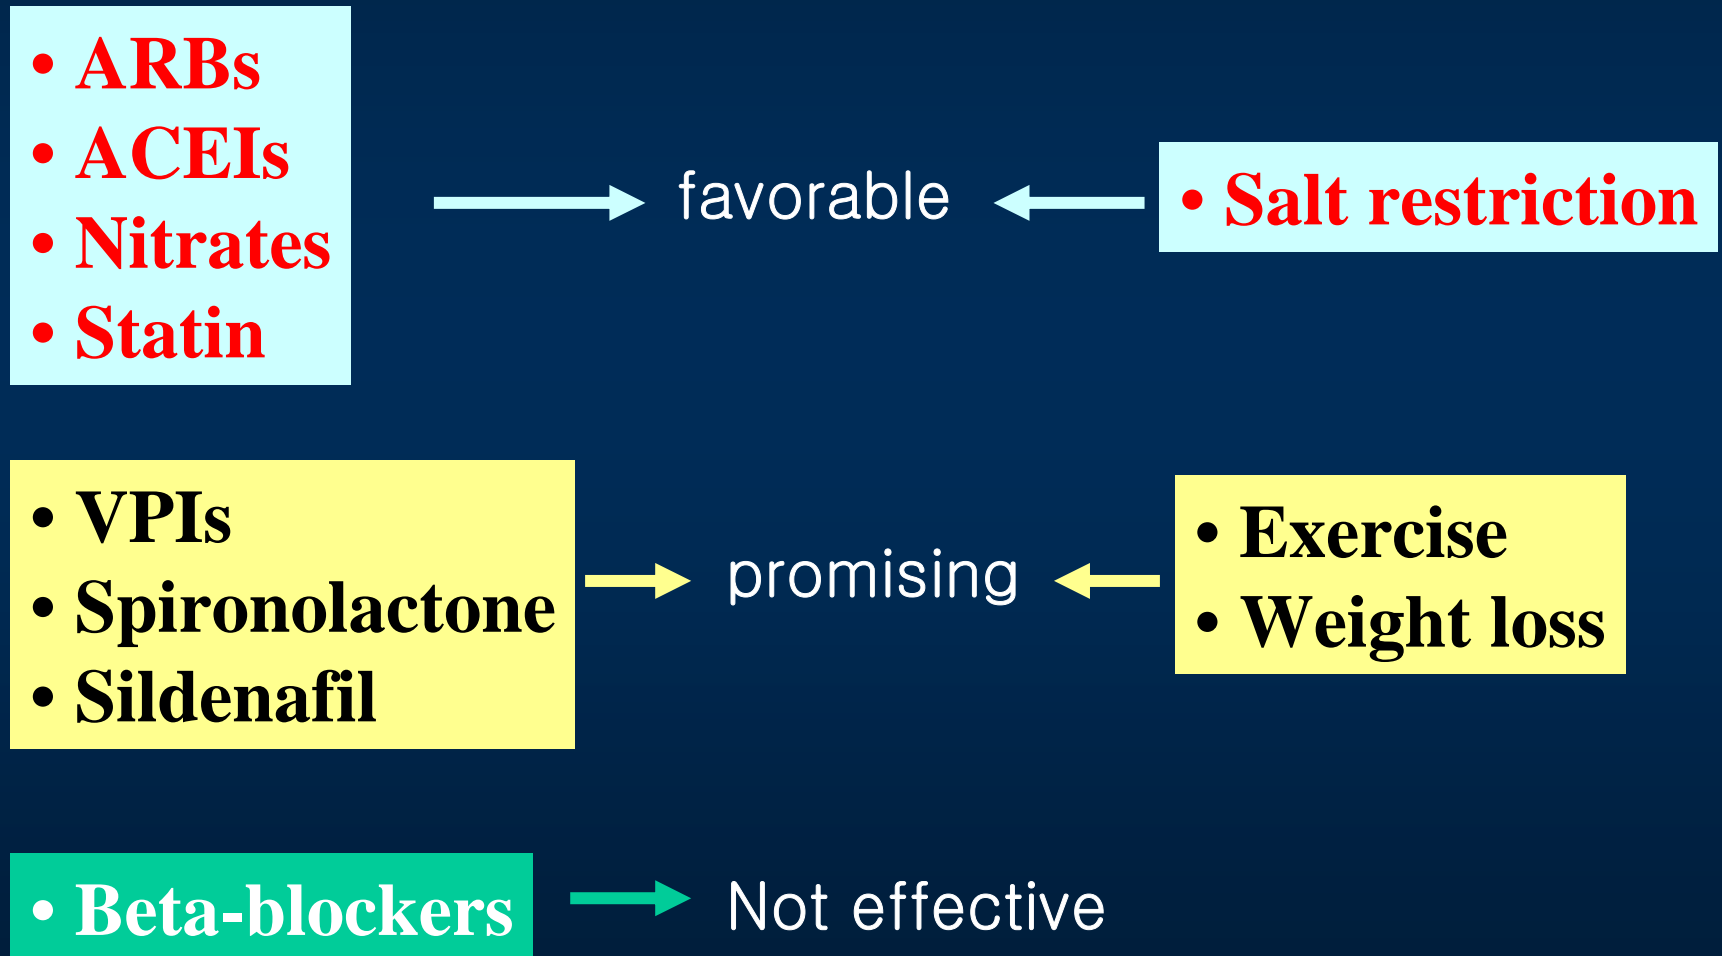 • ARBs
• ACEIs
• Nitrates
• Statin
favorable
• Salt restriction
• VPIs
• Spironolactone
• Sildenafil
promising
• Exercise
• Weight loss
• Beta-blockers
Not effective